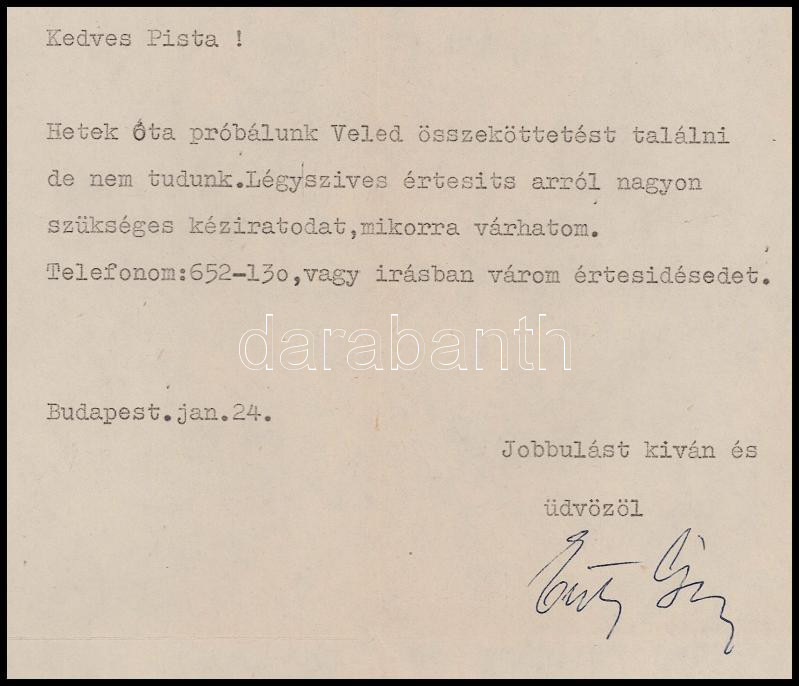 Kedves Pista !
Hetek óta próbálunk Veled összeköttetést találni
de nem tudunk.Légyszives értesits arról nagyon
szükséges kéziratodat,mikorra várhatom.
Telefonom:652-13o,vagy irásban várom értesidésedet.
darabanth
Budapest.jan.24.
Jobbulást kiván és
üdvözöl